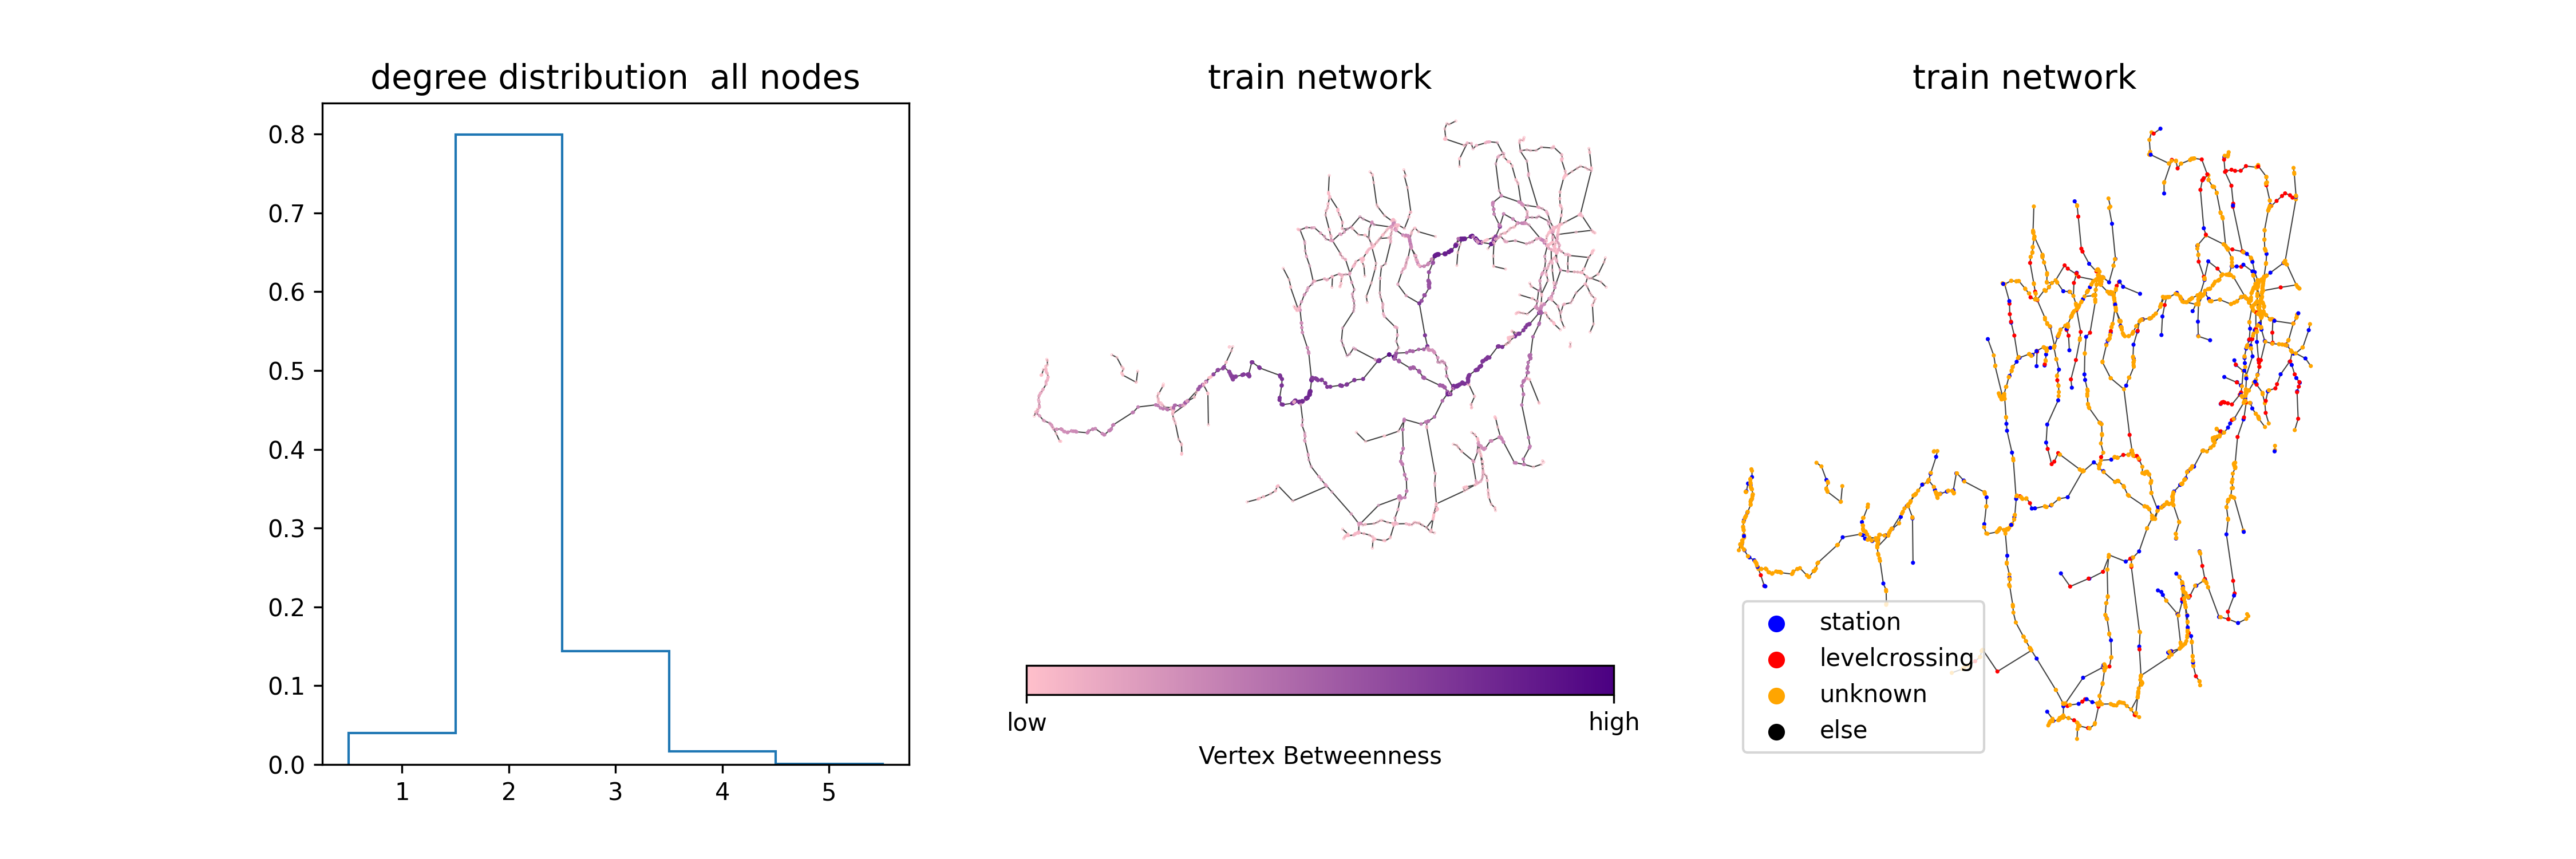 degree distribution  all nodes
0.8
0.7
0.6
0.5
0.4
0.3
0.2
0.1
0.0
1 2 3 4 5
train network
low high
Vertex Betweenness
train network
station
levelcrossing
unknown
else